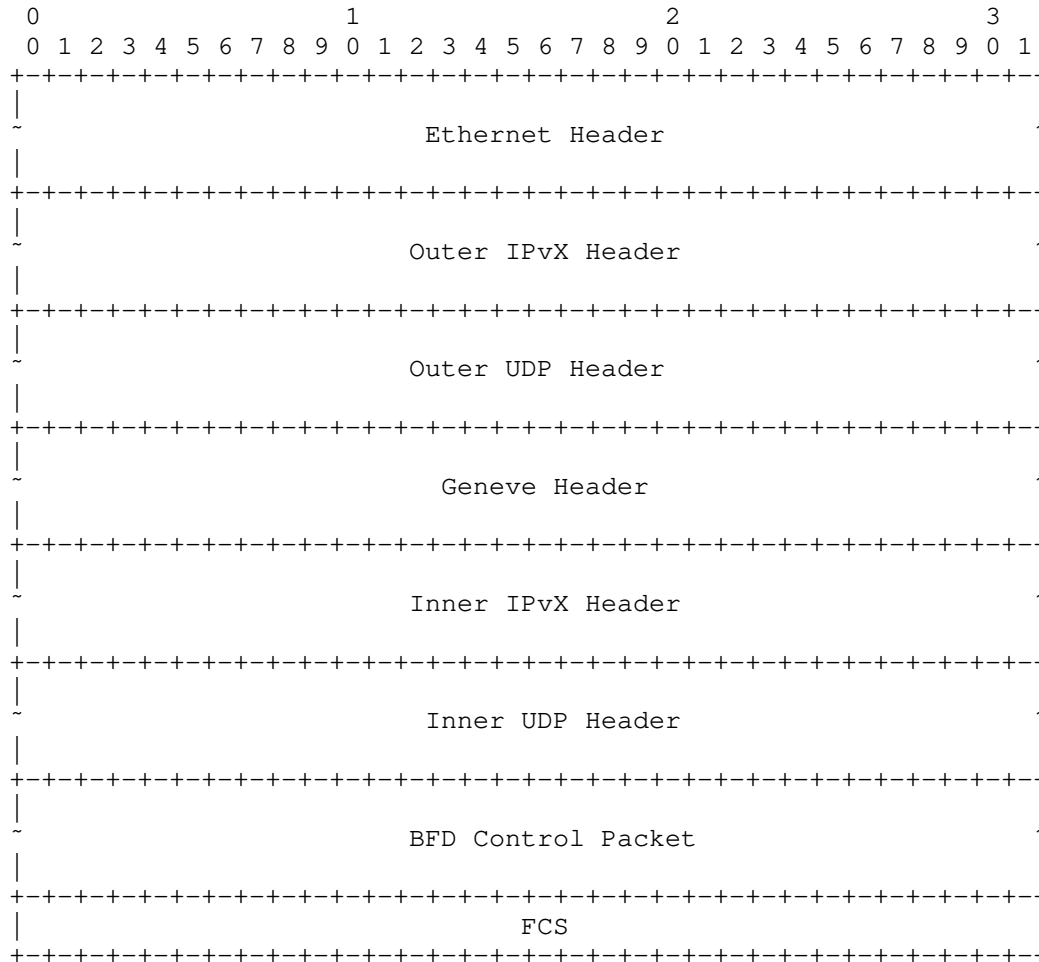 0                   1                   2                   3
0 1 2 3 4 5 6 7 8 9 0 1 2 3 4 5 6 7 8 9 0 1 2 3 4 5 6 7 8 9 0 1
Ethernet Header
Outer IPvX Header
Outer UDP Header
Geneve Header
Inner IPvX Header
Inner UDP Header
BFD Control Packet
FCS